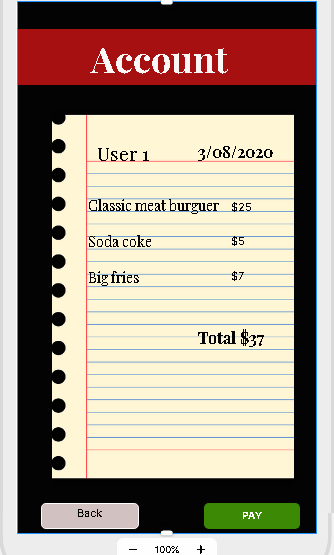 Account
User 1 3/08/2020
Classic meat burguer $25
Soda coke $5
Big fries $7
Total $37
Back PAY
− 100% +